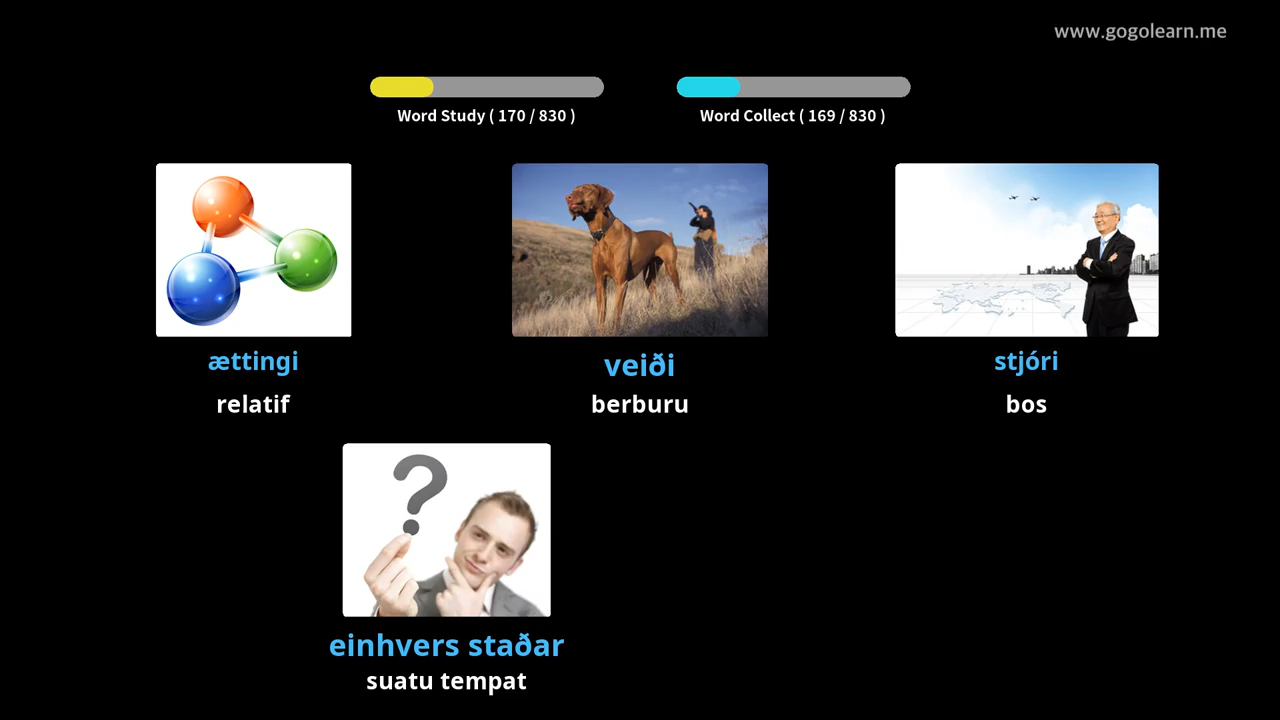 www.gogolearn.me
Word Study ( 170 / 830 )
Word Collect ( 169 / 830 )
ættingi
relatif
veiði
berburu
stjóri
bos
?
einhvers staðar
suatu tempat